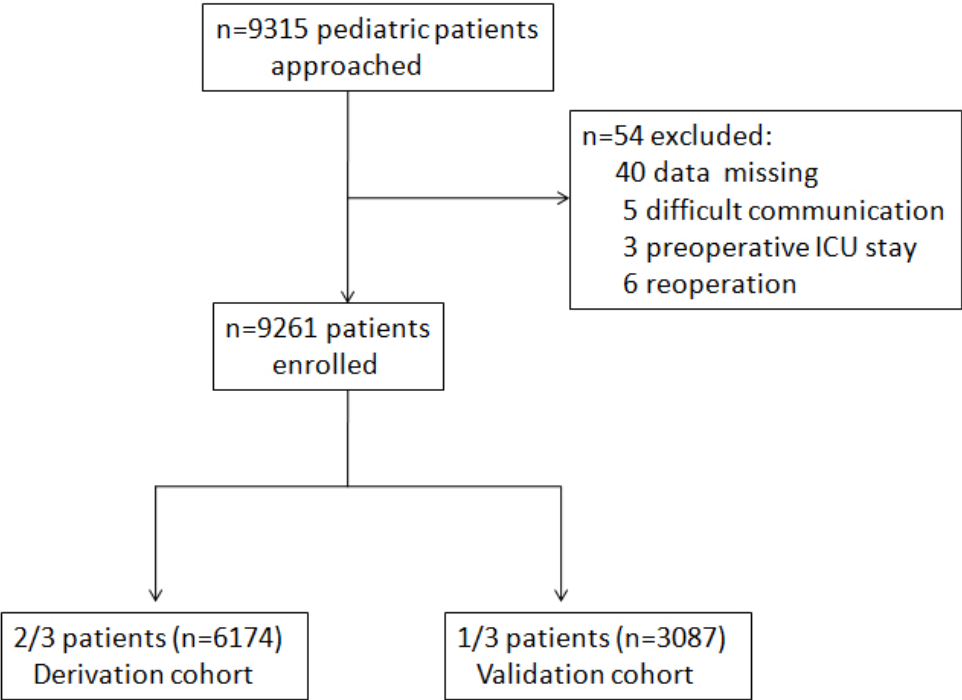 n=9315 pediatric patients
approached
n=54 excluded:
40 data missing
5 difficult communication
3 preoperative ICU stay
6 reoperation
n=9261 patients
enrolled
2/3 patients (n=6174)
Derivation cohort
1/3 patients (n=3087)
Validation cohort